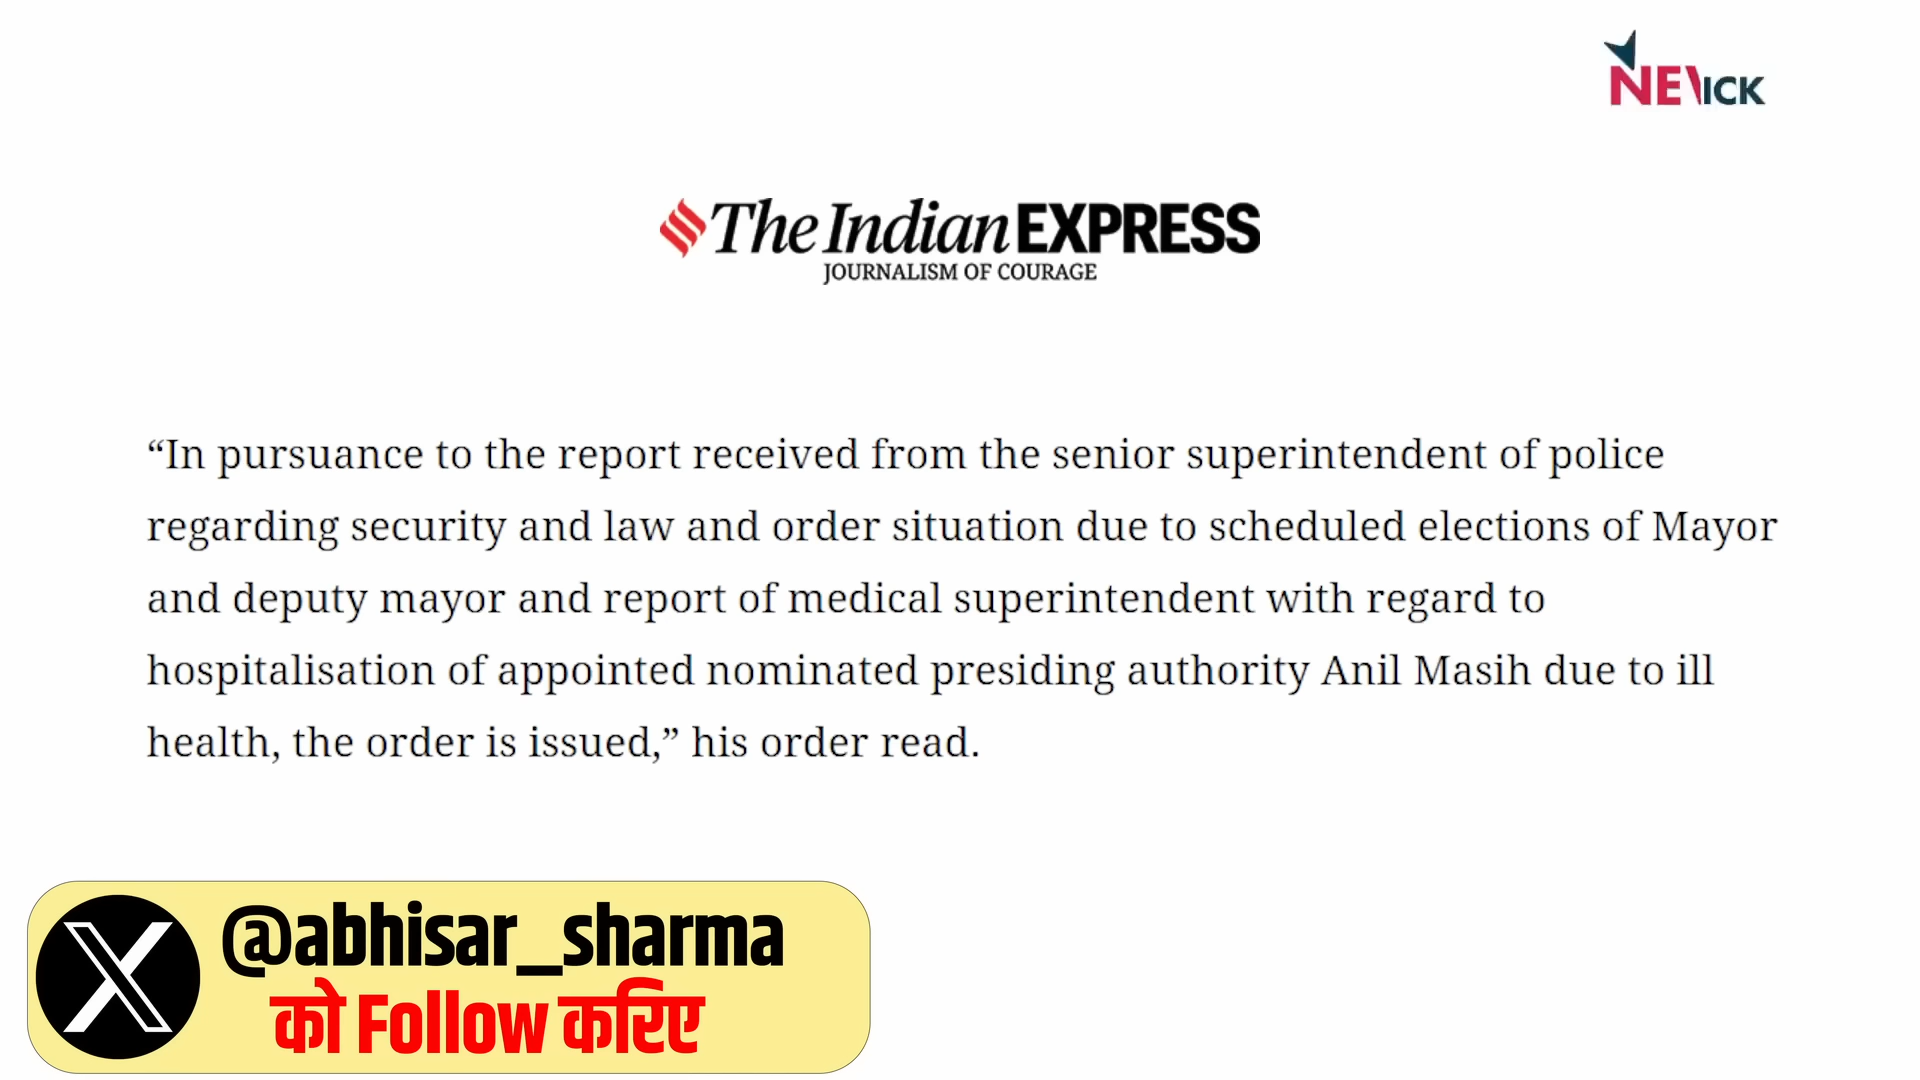 NEWICK
The Indian EXPRESS
JOURNALISM OF COURAGE
“In pursuance to the report received from the senior superintendent of police
regarding security and law and order situation due to scheduled elections of Mayor
and deputy mayor and report of medical superintendent with regard to
hospitalisation of appointed nominated presiding authority Anil Masih due to ill
health, the order is issued,” his order read.
@abhisar_sharma
को Follow करिए